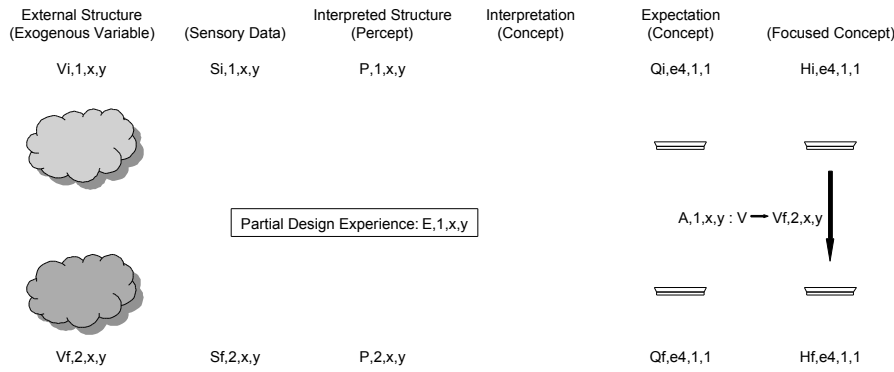 External Structure
(Exogenous Variable)
(Sensory Data)
Interpreted Structure
(Percept)
Interpretation
(Concept)
Expectation
(Concept)
(Focused Concept)
Vi,1,x,y
Si,1,x,y
P,1,x,y
Qi,e4,1,1
Hi,e4,1,1
Partial Design Experience: E,1,x,y
A,1,x,y : V → Vf,2,x,y
Vf,2,x,y
Sf,2,x,y
P,2,x,y
Qf,e4,1,1
Hf,e4,1,1